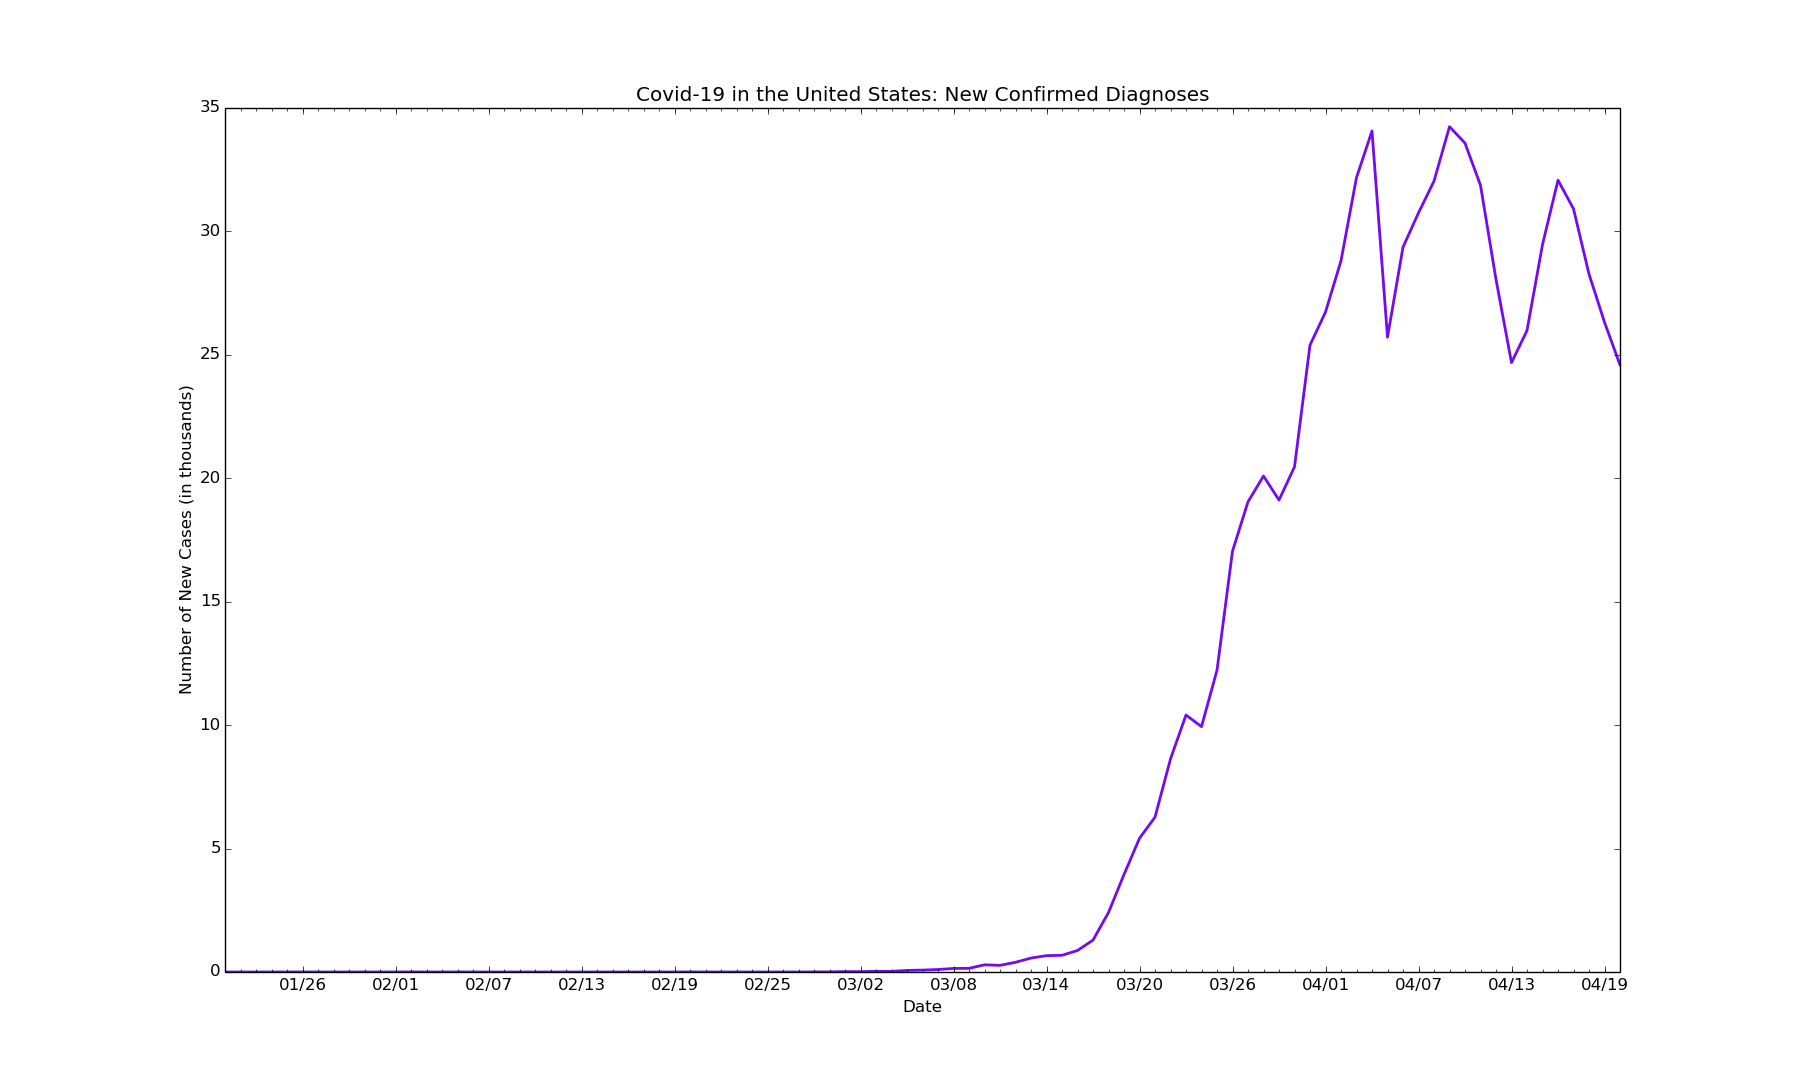 Covid-19 in the United States: New Confirmed Diagnoses
35
30
25
20
15
10
5
0
Number of New Cases (in thousands)
01/26 02/01 02/07 02/13 02/19 02/25 03/02 03/08 03/14 03/20 03/26 04/01 04/07 04/13 04/19
Date